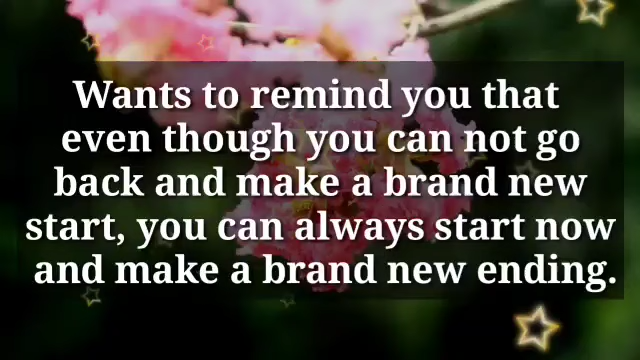 Wants to remind you that
even though you can not go
back and make a brand new
start, you can always start now
and make a brand new ending.